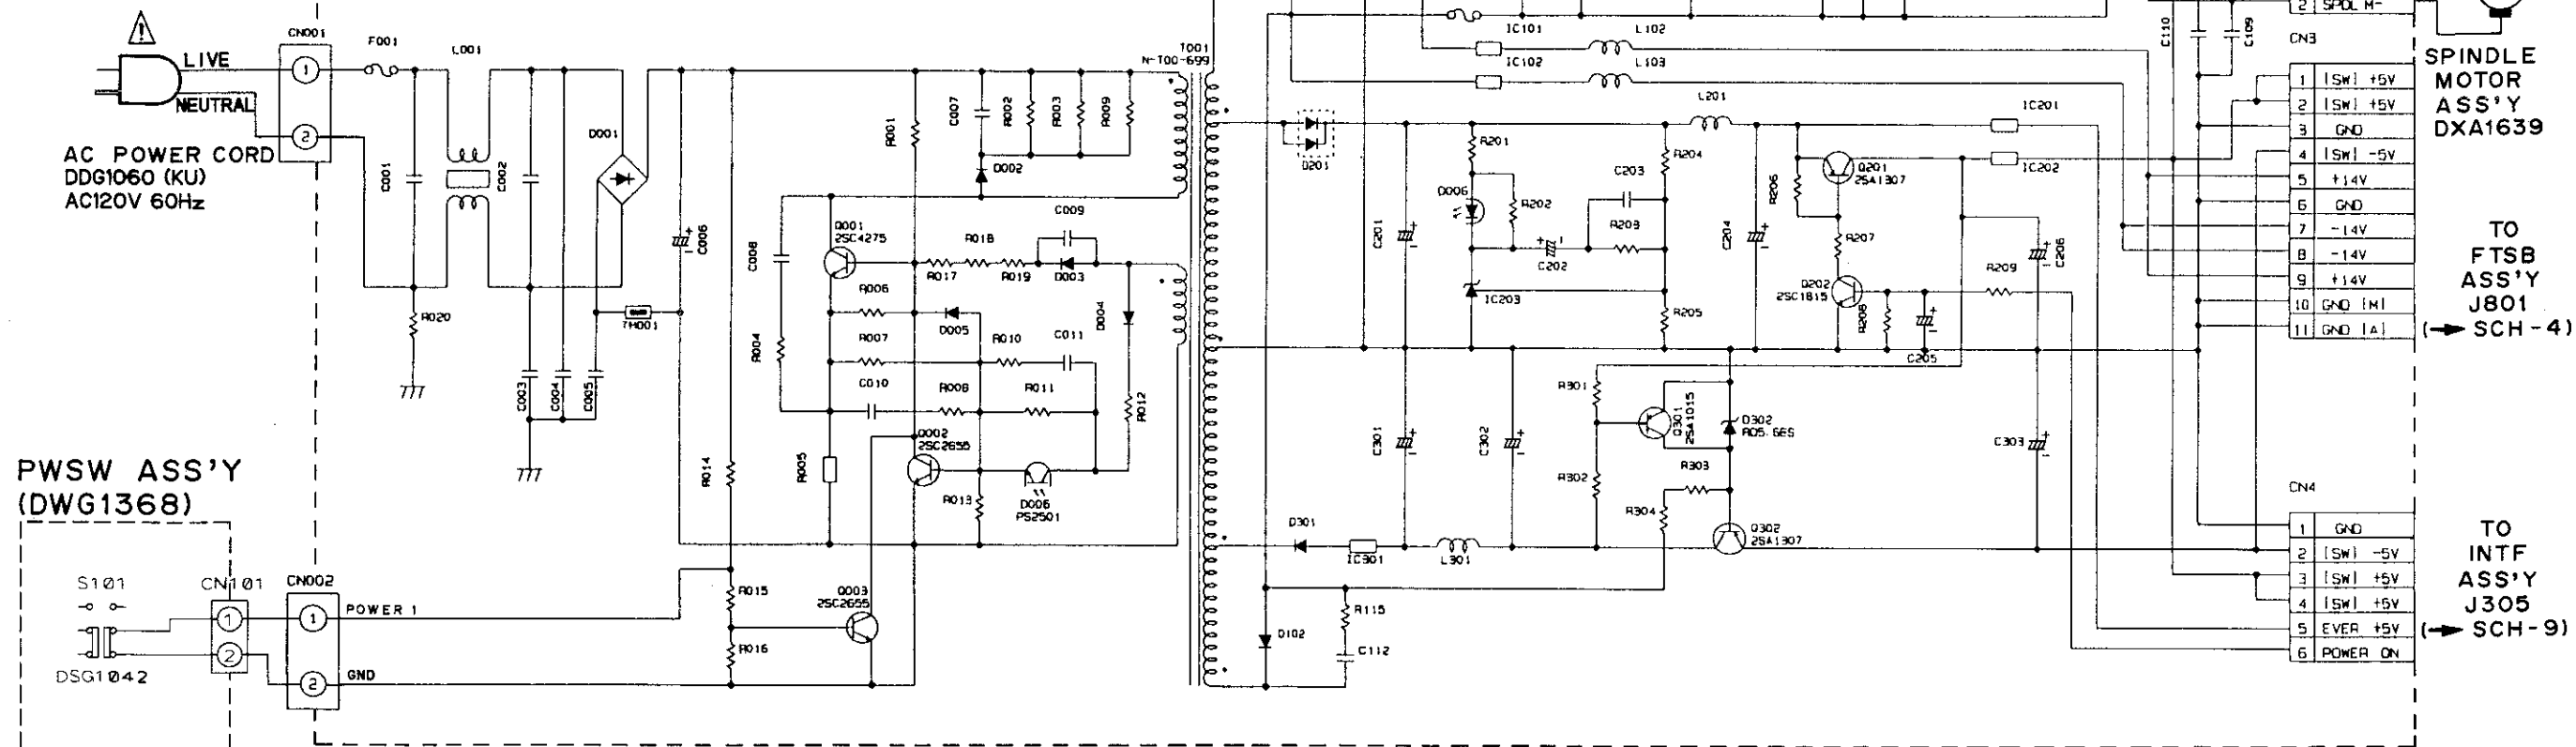 LIVE
NEUTRAL
AC POWER CORD
DDG1060 (KU)
AC120V 60Hz
CN001
1
2
F001
L001
C001
C002
R020
D001
C003
C004
C005
TH001
C006
R001
C007
R002
R003
R009
D002
T001
N-T00-699
C008
R004
Q001
2SC4275
R017
R018
R019
C009
D003
D004
R006
D005
R007
R010
C011
C010
R008
R011
R012
R005
Q002
2SC2655
R013
D006
PS2501
R014
R015
R016
Q003
2SC2655
PWSW ASS'Y
(DWG1368)
S101
DSG1042
CN101
1
2
CN002
1
2
POWER 1
GND
IC101
L102
IC102
L103
D201
C201
R201
D006
R202
C202
C203
R203
R204
R205
IC203
L201
C204
R206
Q201
2SA1307
R207
Q202
2SC1815
R208
C205
R209
C206
IC201
IC202
D301
IC301
C301
L301
C302
R301
R302
Q301
2SA1015
D302
RD5.6ES
R303
R304
Q302
2SA1307
C303
R115
D102
C112
C110
C109
2 SPDL M-
CN3
1 [SW] +5V
2 [SW] +5V
3 GND
4 [SW] -5V
5 +14V
6 GND
7 -14V
8 -14V
9 +14V
10 GND [M]
11 GND [A]
SPINDLE
MOTOR
ASS'Y
DXA1639
TO
FTSB
ASS'Y
J801
(→ SCH-4)
CN4
1 GND
2 [SW] -5V
3 [SW] +5V
4 [SW] +5V
5 EVER +5V
6 POWER ON
TO
INTF
ASS'Y
J305
(→ SCH-9)